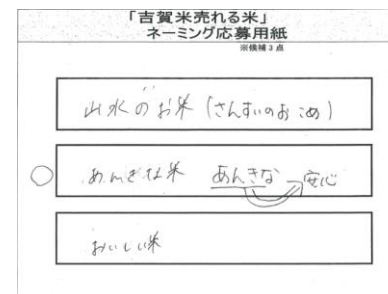 「吉賀米売れる米」
ネーミング応募用紙
※候補3点
山水のお米(さんすいのおこめ)
○ あんきな米 あんきな 安心
おいしい米